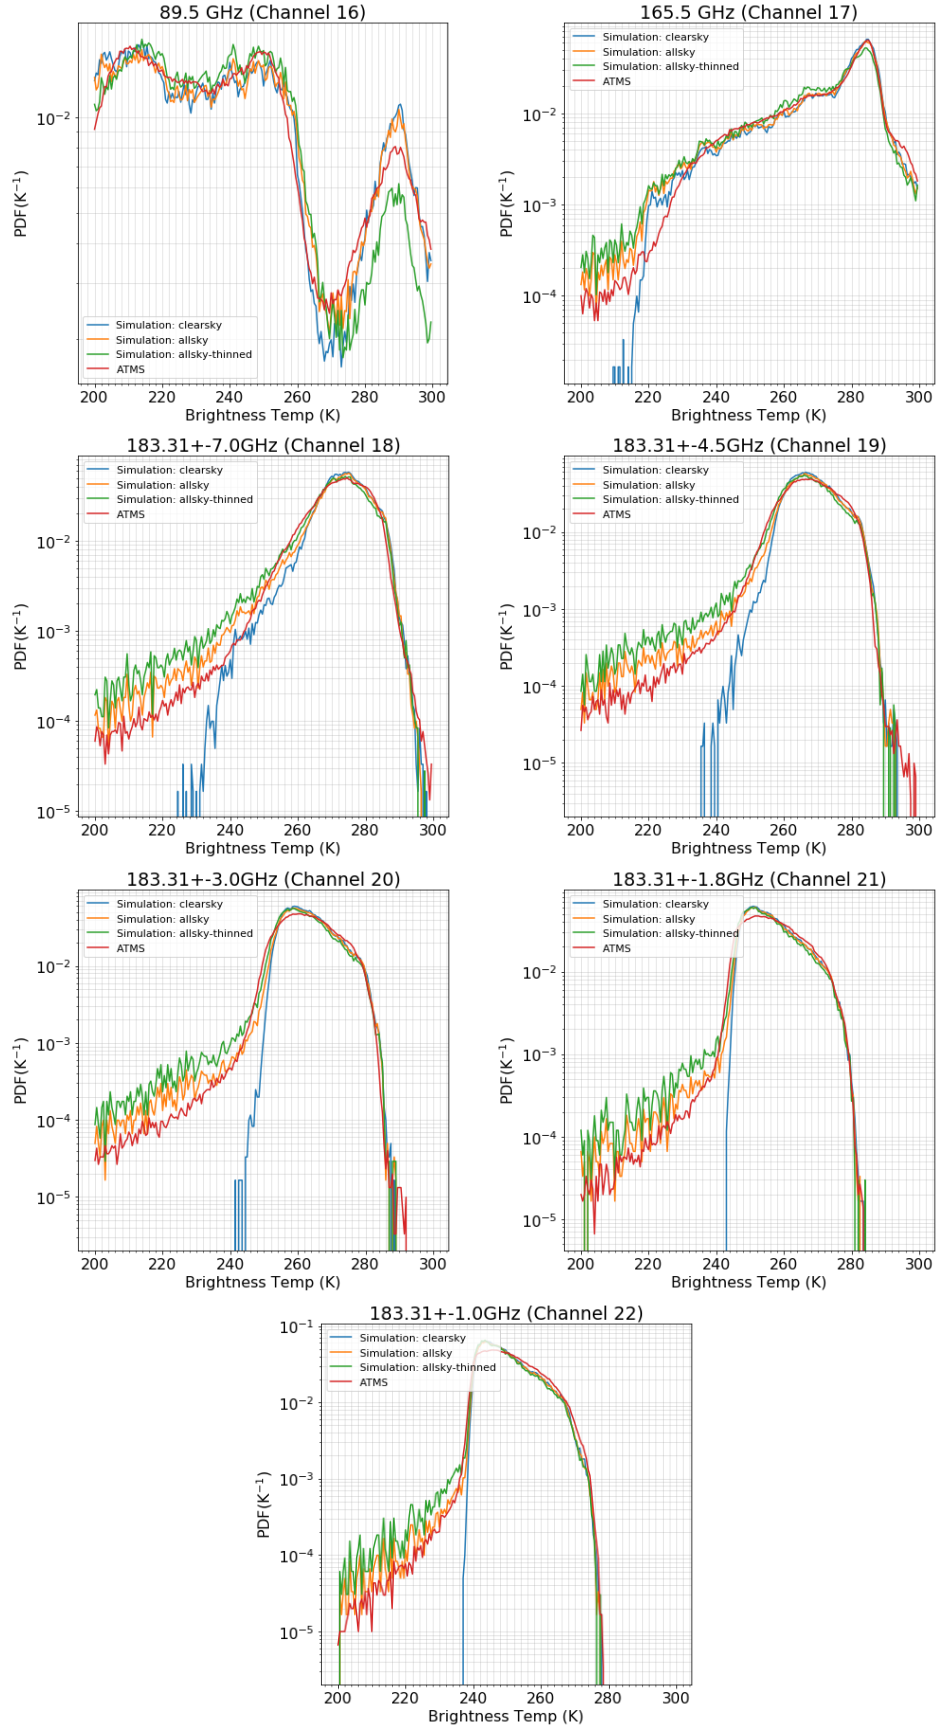 89.5 GHz (Channel 16)
PDF(K⁻¹)
10⁻²
Simulation: clearsky
Simulation: allsky
Simulation: allsky-thinned
ATMS
200 220 240 260 280 300
Brightness Temp (K)
165.5 GHz (Channel 17)
Simulation: clearsky
Simulation: allsky
Simulation: allsky-thinned
ATMS
PDF(K⁻¹)
10⁻²
10⁻³
10⁻⁴
200 220 240 260 280 300
Brightness Temp (K)
183.31+-7.0GHz (Channel 18)
Simulation: clearsky
Simulation: allsky
Simulation: allsky-thinned
ATMS
PDF(K⁻¹)
10⁻²
10⁻³
10⁻⁴
10⁻⁵
200 220 240 260 280 300
Brightness Temp (K)
183.31+-4.5GHz (Channel 19)
Simulation: clearsky
Simulation: allsky
Simulation: allsky-thinned
ATMS
PDF(K⁻¹)
10⁻²
10⁻³
10⁻⁴
10⁻⁵
200 220 240 260 280 300
Brightness Temp (K)
183.31+-3.0GHz (Channel 20)
Simulation: clearsky
Simulation: allsky
Simulation: allsky-thinned
ATMS
PDF(K⁻¹)
10⁻²
10⁻³
10⁻⁴
10⁻⁵
200 220 240 260 280 300
Brightness Temp (K)
183.31+-1.8GHz (Channel 21)
Simulation: clearsky
Simulation: allsky
Simulation: allsky-thinned
ATMS
PDF(K⁻¹)
10⁻²
10⁻³
10⁻⁴
10⁻⁵
200 220 240 260 280 300
Brightness Temp (K)
183.31+-1.0GHz (Channel 22)
Simulation: clearsky
Simulation: allsky
Simulation: allsky-thinned
ATMS
PDF(K⁻¹)
10⁻¹
10⁻²
10⁻³
10⁻⁴
10⁻⁵
200 220 240 260 280 300
Brightness Temp (K)